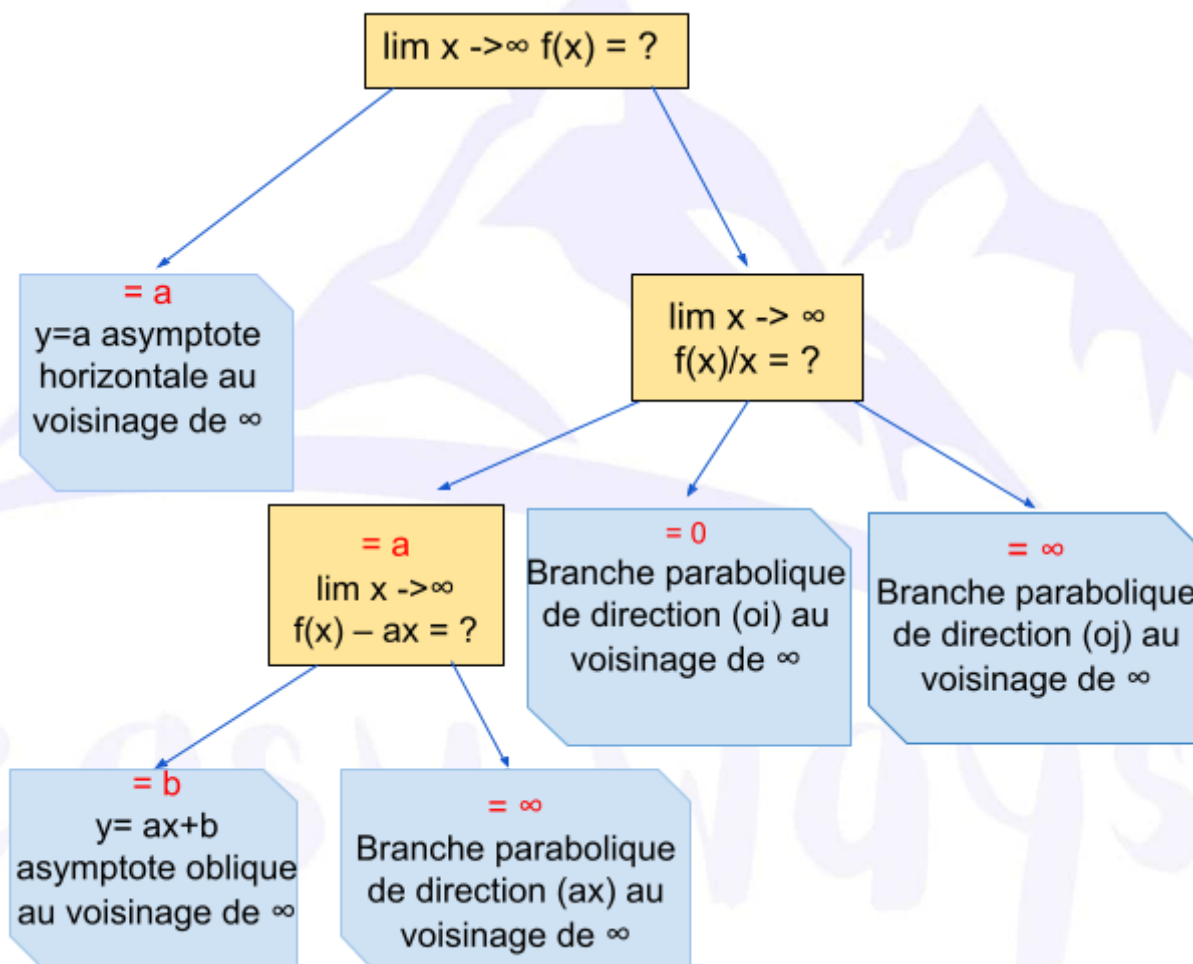 lim x ->∞ f(x) = ?
= a
y=a asymptote
horizontale au
voisinage de ∞
lim x -> ∞
f(x)/x = ?
= a
lim x ->∞
f(x) – ax = ?
= 0
Branche parabolique
de direction (oi) au
voisinage de ∞
= ∞
Branche parabolique
de direction (oj) au
voisinage de ∞
= b
y= ax+b
asymptote oblique
au voisinage de ∞
= ∞
Branche parabolique
de direction (ax) au
voisinage de ∞